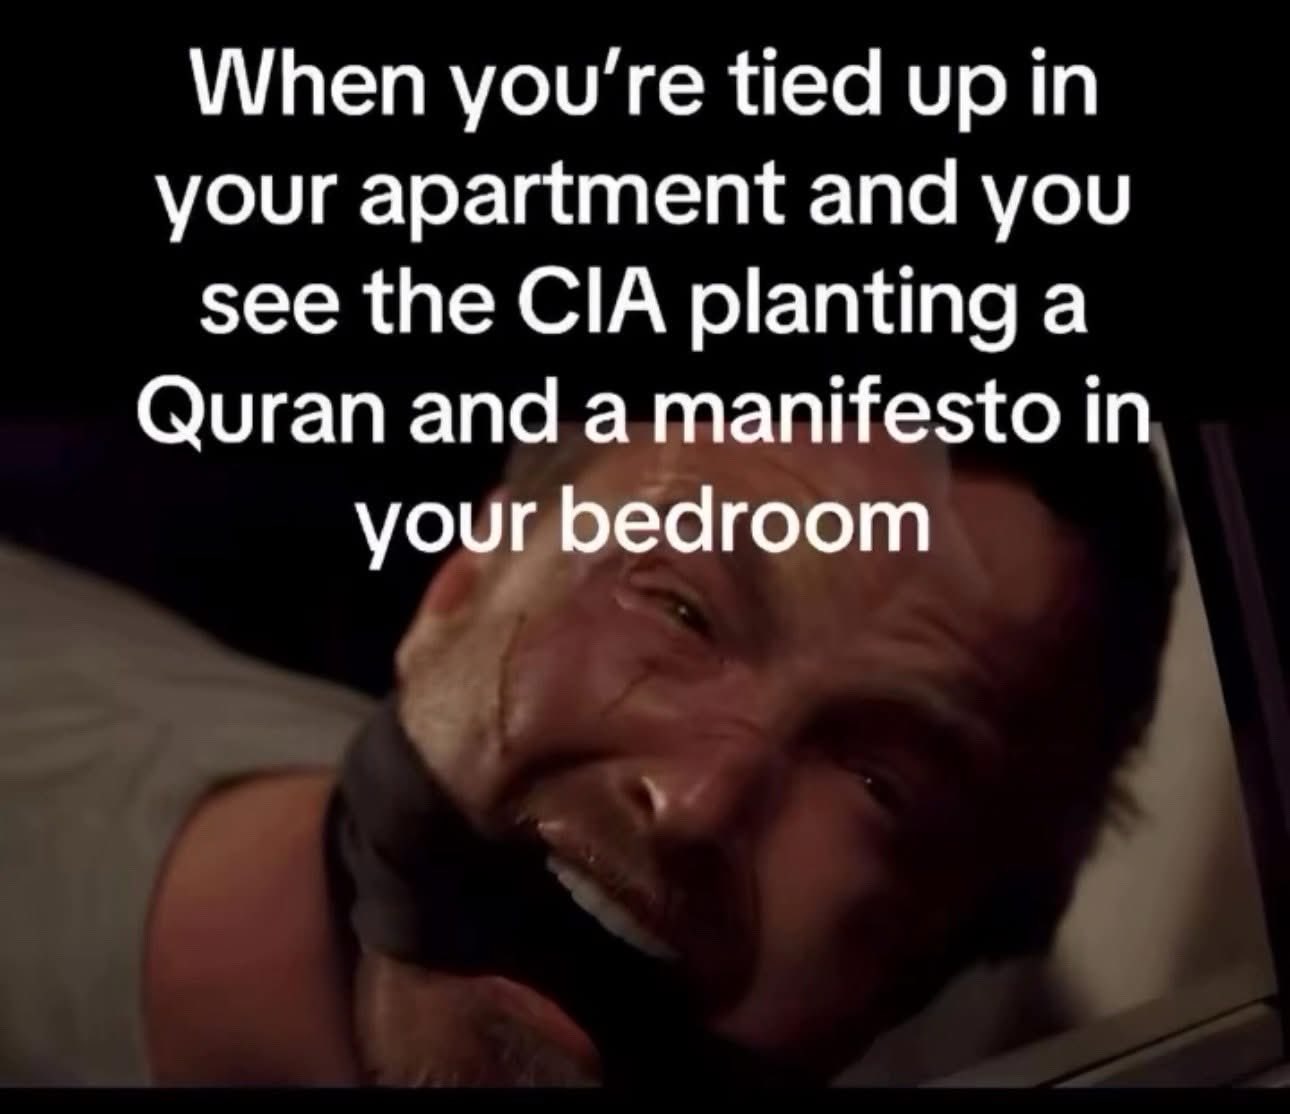 When you’re tied up in
your apartment and you
see the CIA planting a
Quran and a manifesto in
your bedroom